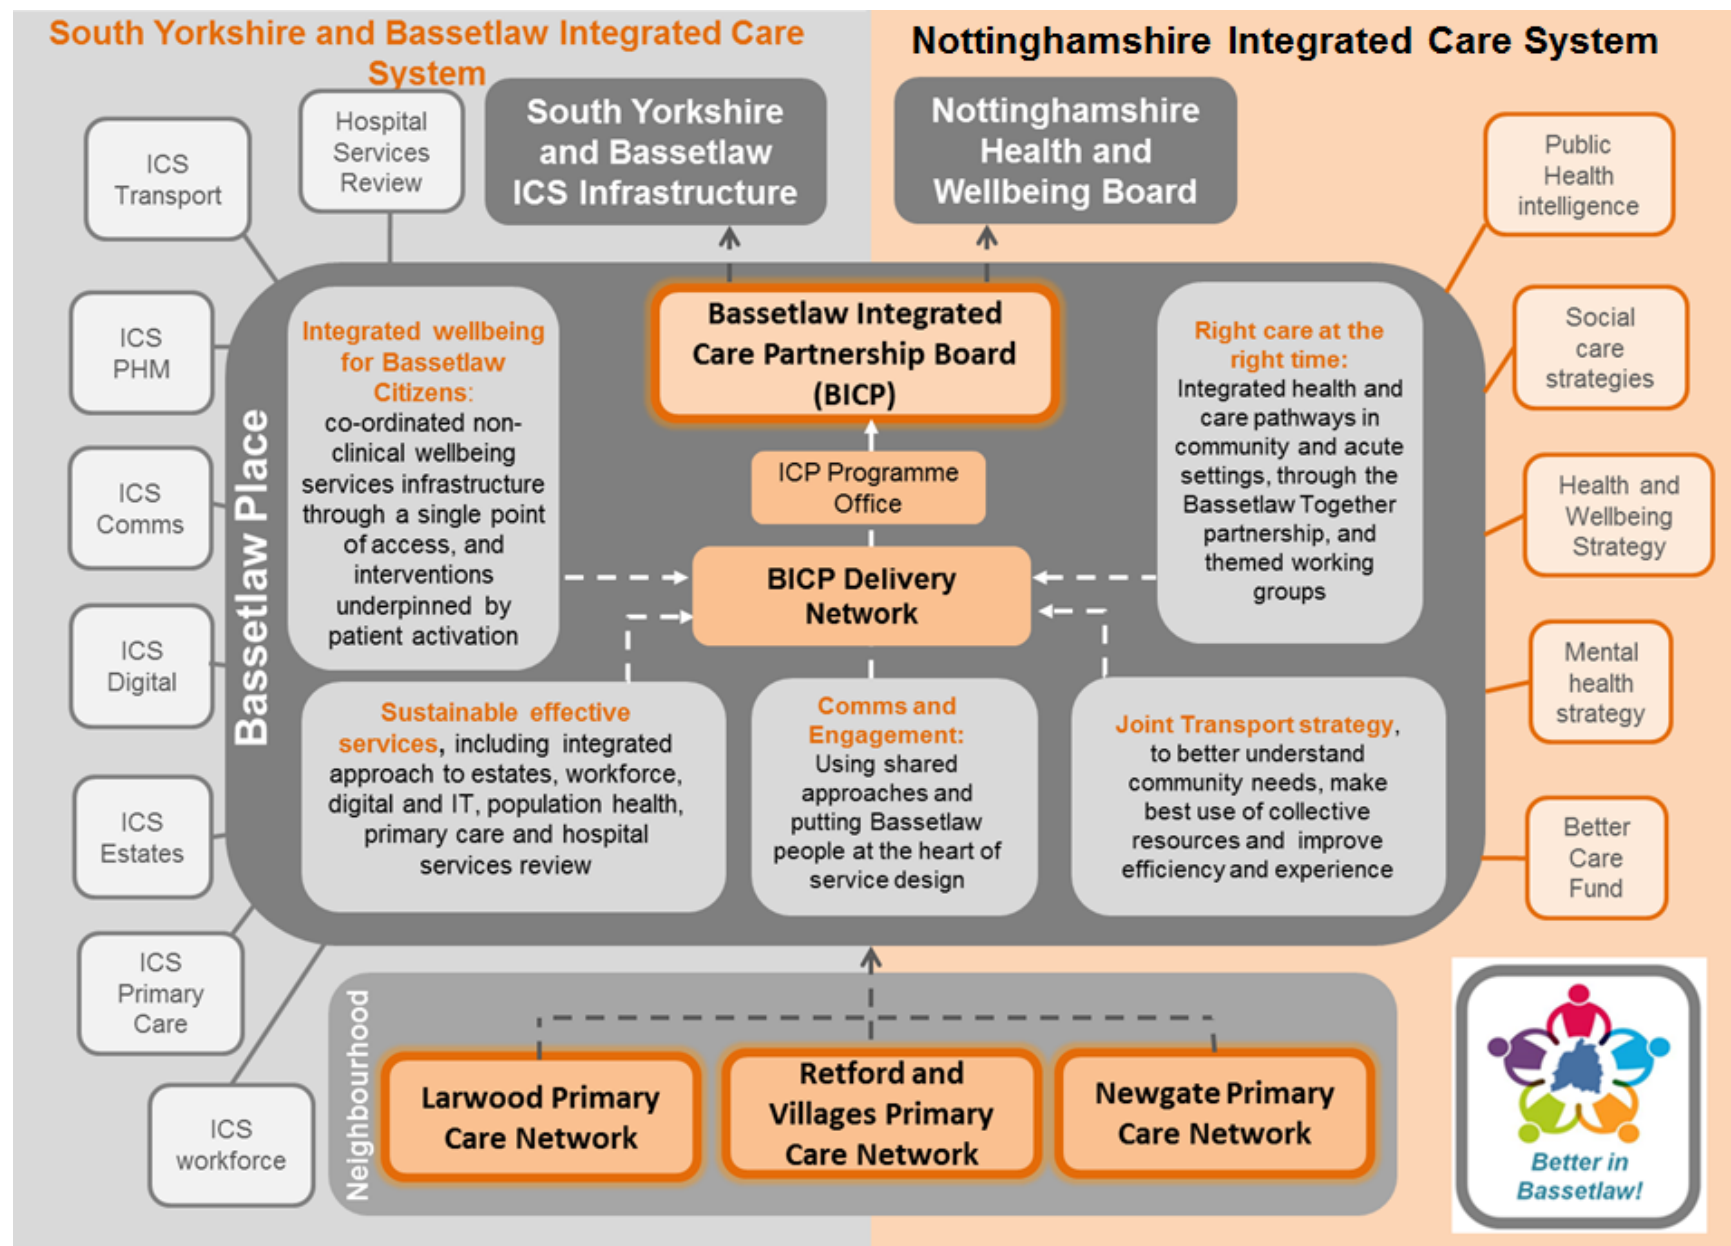 South Yorkshire and Bassetlaw Integrated Care
System
Nottinghamshire Integrated Care System
ICS
Transport
Hospital
Services
Review
South Yorkshire
and Bassetlaw
ICS Infrastructure
Nottinghamshire
Health and
Wellbeing Board
Public
Health
intelligence
ICS
PHM
ICS
Comms
ICS
Digital
ICS
Estates
ICS
Primary
Care
ICS
workforce
Bassetlaw Place
Integrated wellbeing
for Bassetlaw
Citizens:
co-ordinated non-
clinical wellbeing
services infrastructure
through a single point
of access, and
interventions
underpinned by
patient activation
Bassetlaw Integrated
Care Partnership Board
(BICP)
ICP Programme
Office
BICP Delivery
Network
Right care at the
right time:
Integrated health and
care pathways in
community and acute
settings, through the
Bassetlaw Together
partnership, and
themed working
groups
Sustainable effective
services, including integrated
approach to estates, workforce,
digital and IT, population health,
primary care and hospital
services review
Comms and
Engagement:
Using shared
approaches and
putting Bassetlaw
people at the heart of
service design
Joint Transport strategy,
to better understand
community needs, make
best use of collective
resources and improve
efficiency and experience
Social
care
strategies
Health and
Wellbeing
Strategy
Mental
health
strategy
Better
Care
Fund
Neighbourhood
Larwood Primary
Care Network
Retford and
Villages Primary
Care Network
Newgate Primary
Care Network
Better in
Bassetlaw!